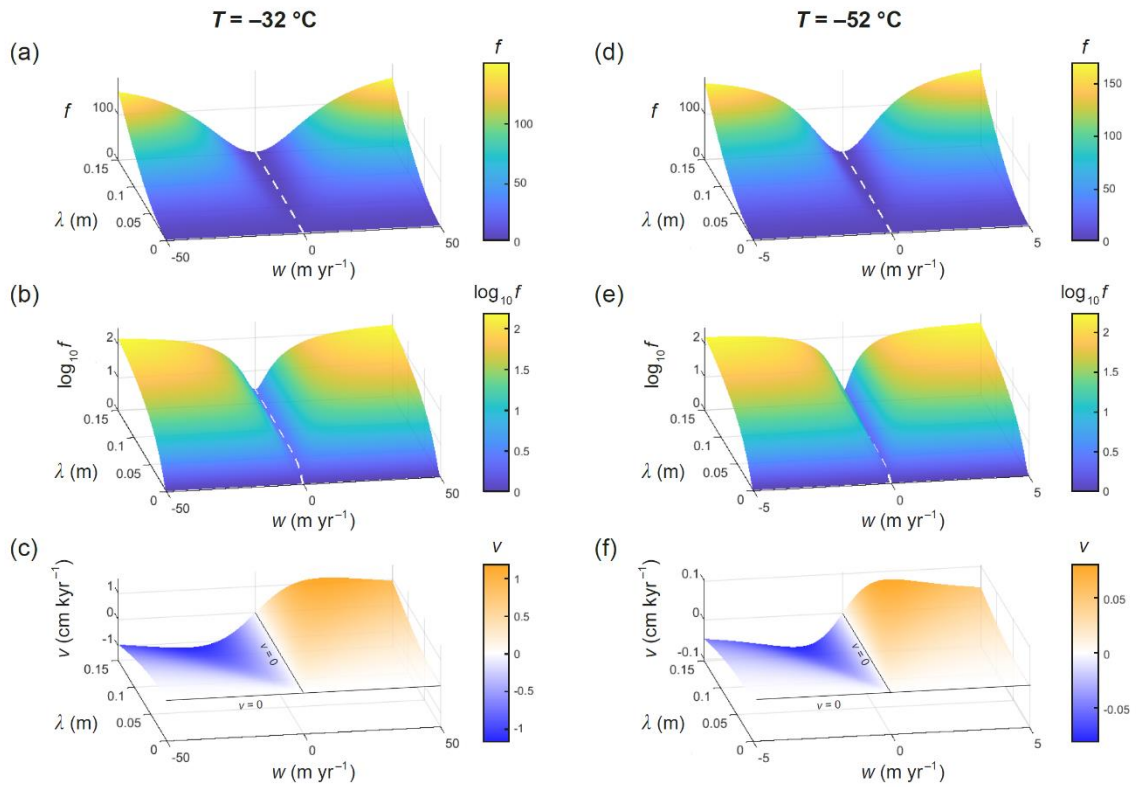 T = –32 °C
T = –52 °C
(a)
f
f
100
0
0.15
0.1
0.05
0
λ (m)
-50
0
50
w (m yr⁻¹)
100
50
0
(d)
f
f
100
0
0.15
0.1
0.05
0
λ (m)
-5
0
5
w (m yr⁻¹)
150
100
50
0
(b)
log₁₀ f
log₁₀ f
2
1
0
0.15
0.1
0.05
0
λ (m)
-50
0
50
w (m yr⁻¹)
2
1.5
1
0.5
0
(e)
log₁₀ f
log₁₀ f
2
1
0
0.15
0.1
0.05
0
λ (m)
-5
0
5
w (m yr⁻¹)
2
1.5
1
0.5
0
(c)
v (cm kyr⁻¹)
v
1
0
-1
0.15
0.1
0.05
0
λ (m)
v = 0
v = 0
-50
0
50
w (m yr⁻¹)
1
0.5
0
-0.5
-1
(f)
v (cm kyr⁻¹)
v
0.1
0
-0.1
0.15
0.1
0.05
0
λ (m)
v = 0
v = 0
-5
0
5
w (m yr⁻¹)
0.05
0
-0.05